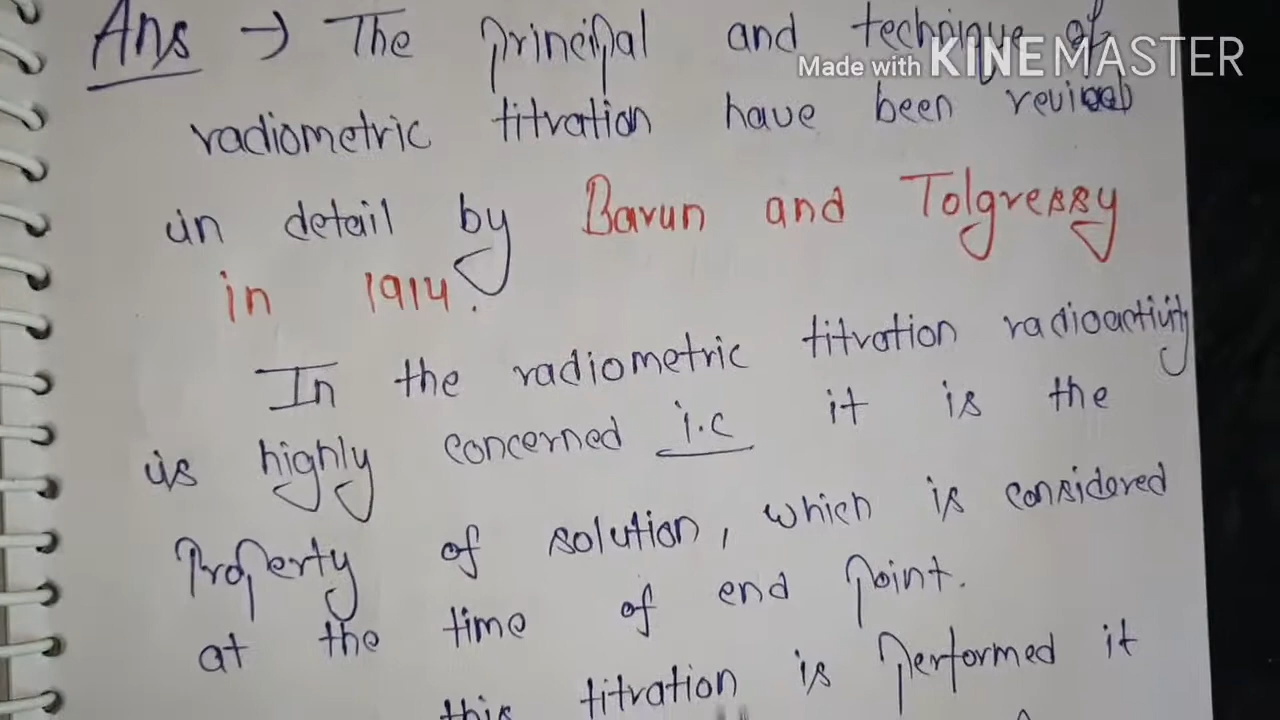 Ans → The principal and technique of
Made with KINEMASTER
radiometric titration have been
in detail by Barun and Tolgressy
in 1914.
In the radiometric titration radioactivity
is highly concerned i.c it is the
Property of solution, which is considered
at the time of end point.
this titration is performed it